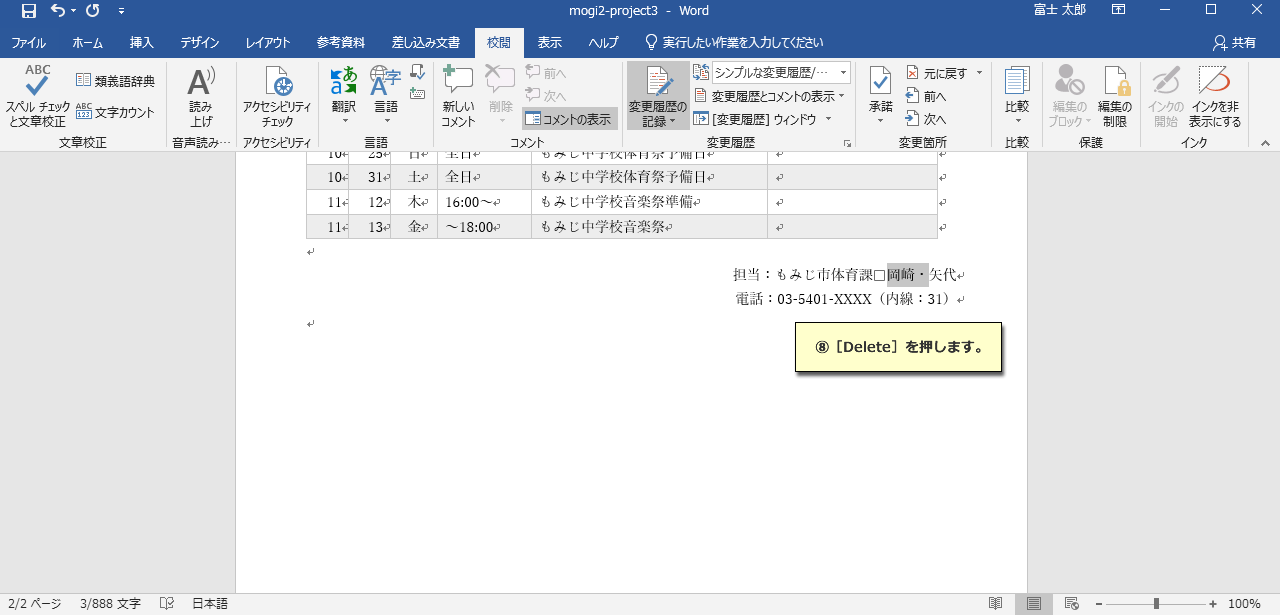 mogi2-project3 - Word
富士 太郎
ファイル ホーム 挿入 デザイン レイアウト 参考資料 差し込み文書 校閲 表示 ヘルプ 実行したい作業を入力してください 共有
ABC
スペル チェックと文章校正
類義語辞典
ABC 123 文字カウント
文章校正
読み上げ
音声読み…
アクセシビリティ チェック
アクセシビリティ
翻訳
言語
言語
新しいコメント
削除
前へ
次へ
コメントの表示
コメント
変更履歴の記録
シンプルな変更履歴/…
変更履歴とコメントの表示
[変更履歴] ウィンドウ
変更履歴
承諾
元に戻す
前へ
次へ
変更箇所
比較
比較
編集のブロック
編集の制限
保護
インクの開始
インクを非表示にする
インク
10 25 日 全日 もみじ中学校体育祭予備日
10 31 土 全日 もみじ中学校体育祭予備日
11 12 木 16:00～ もみじ中学校音楽祭準備
11 13 金 ～18:00 もみじ中学校音楽祭
担当：もみじ市体育課□岡崎・矢代
電話：03-5401-XXXX（内線：31）
⑧［Delete］を押します。
2/2 ページ 3/888 文字 日本語 100%